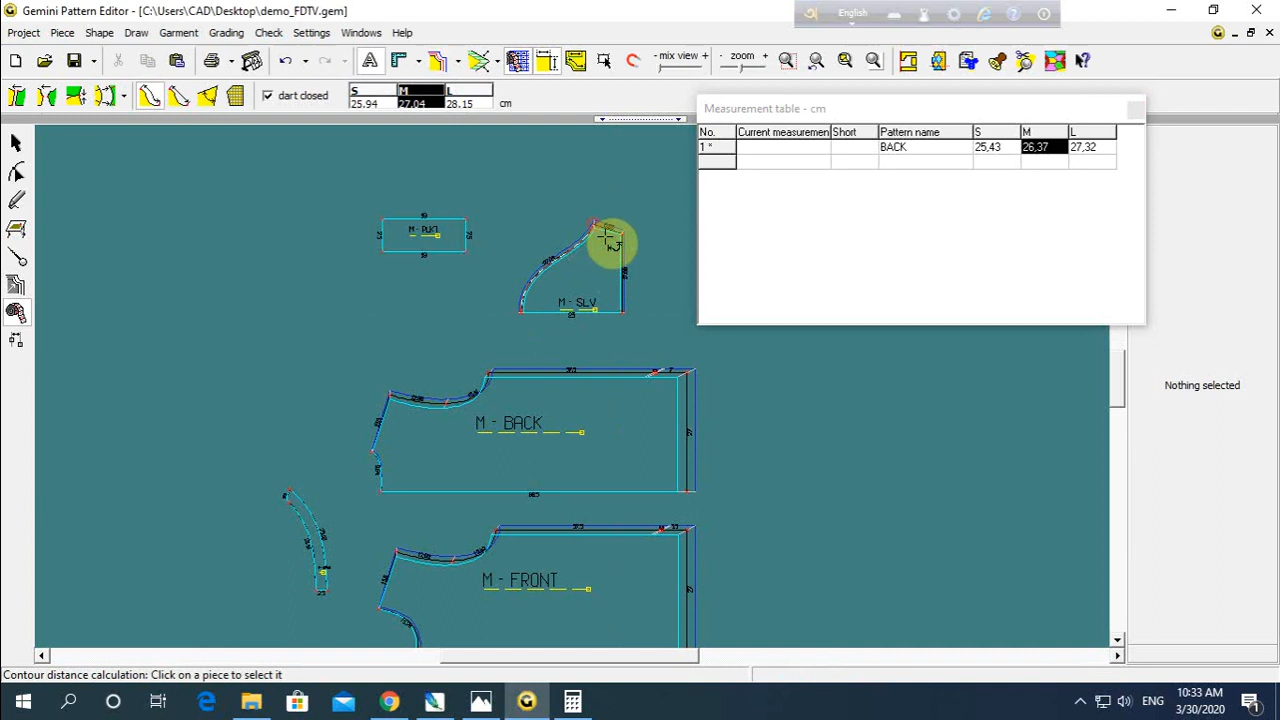 Gemini Pattern Editor - [C:\Users\CAD\Desktop\demo_FDTV.gem]
English
Project Piece Shape Draw Garment Grading Check Settings Windows Help
mix view
zoom
dart closed
S M L
25.94 27.04 28.15 cm
Measurement table - cm
No. Current measuremen Short Pattern name S M L
1 * BACK 25,43 26,37 27,32
M - PLKT
M - SLV
M - BACK
M - FRONT
Nothing selected
Contour distance calculation: Click on a piece to select it
ENG
10:33 AM
3/30/2020